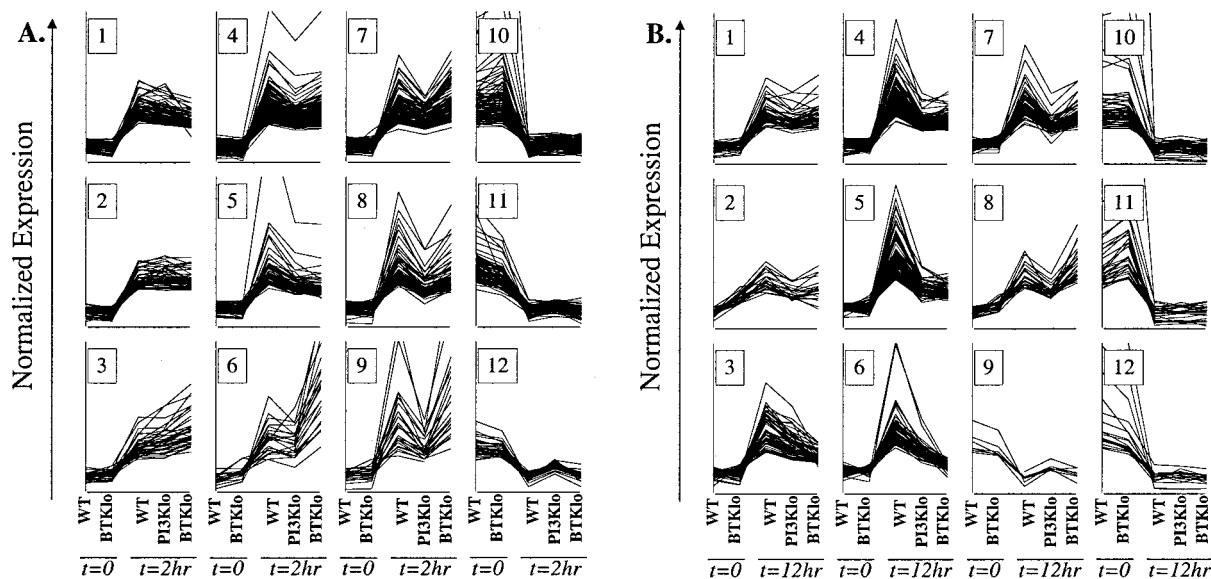 A.
Normalized Expression
1
4
7
10
2
5
8
11
3
6
9
12
WT
BTKlo
WT
PI3Klo
BTKlo
WT
BTKlo
WT
PI3Klo
BTKlo
WT
BTKlo
WT
PI3Klo
BTKlo
WT
BTKlo
WT
PI3Klo
BTKlo
t=0 t=2hr t=0 t=2hr t=0 t=2hr t=0 t=2hr
B.
Normalized Expression
1
4
7
10
2
5
8
11
3
6
9
12
WT
BTKlo
WT
PI3Klo
BTKlo
WT
BTKlo
WT
PI3Klo
BTKlo
WT
BTKlo
WT
PI3Klo
BTKlo
WT
BTKlo
WT
PI3Klo
BTKlo
t=0 t=12hr t=0 t=12hr t=0 t=12hr t=0 t=12hr